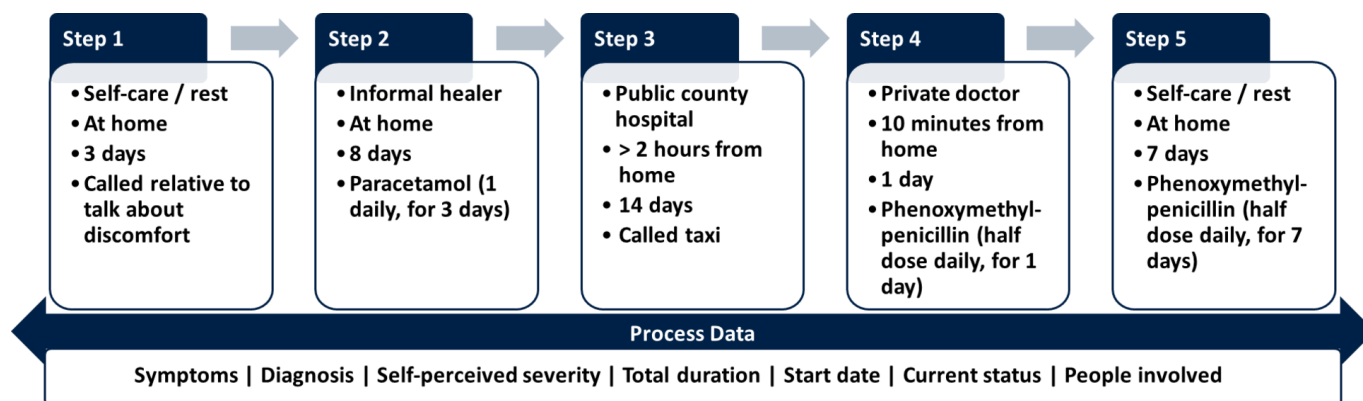 Step 1
• Self-care / rest
• At home
• 3 days
• Called relative to
talk about
discomfort
Step 2
• Informal healer
• At home
• 8 days
• Paracetamol (1
daily, for 3 days)
Step 3
• Public county
hospital
• > 2 hours from
home
• 14 days
• Called taxi
Step 4
• Private doctor
• 10 minutes from
home
• 1 day
• Phenoxymethyl-
penicillin (half
dose daily, for 1
day)
Step 5
• Self-care / rest
• At home
• 7 days
• Phenoxymethyl-
penicillin (half
dose daily, for 7
days)
Process Data
Symptoms | Diagnosis | Self-perceived severity | Total duration | Start date | Current status | People involved